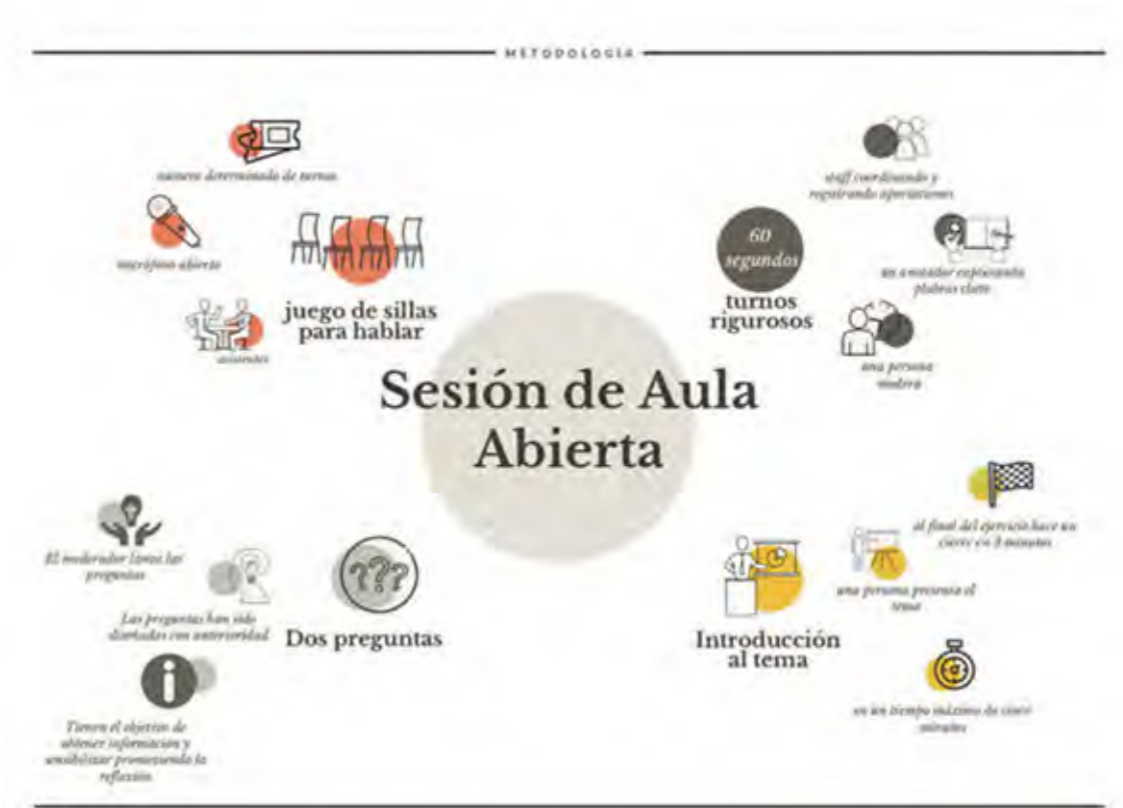 METODOLOGÍA
número determinado de turnos
micrófono abierto
asistentes
juego de sillas
para hablar
staff coordinando y
registrando aportaciones
60
segundos
turnos
rigurosos
un anotador capturando
clave
una persona
modera
Sesión de Aula
Abierta
El moderador lanza las
preguntas
Las preguntas han sido
diseñadas con anterioridad
???
Dos preguntas
i
Tienen el objetivo de
obtener información y
sensibilizar promoviendo la
reflexión
al final del ejercicio hace un
cierre en 3 minutos
una persona presenta el
tema
Introducción
al tema
en un tiempo máximo de cinco
minutos